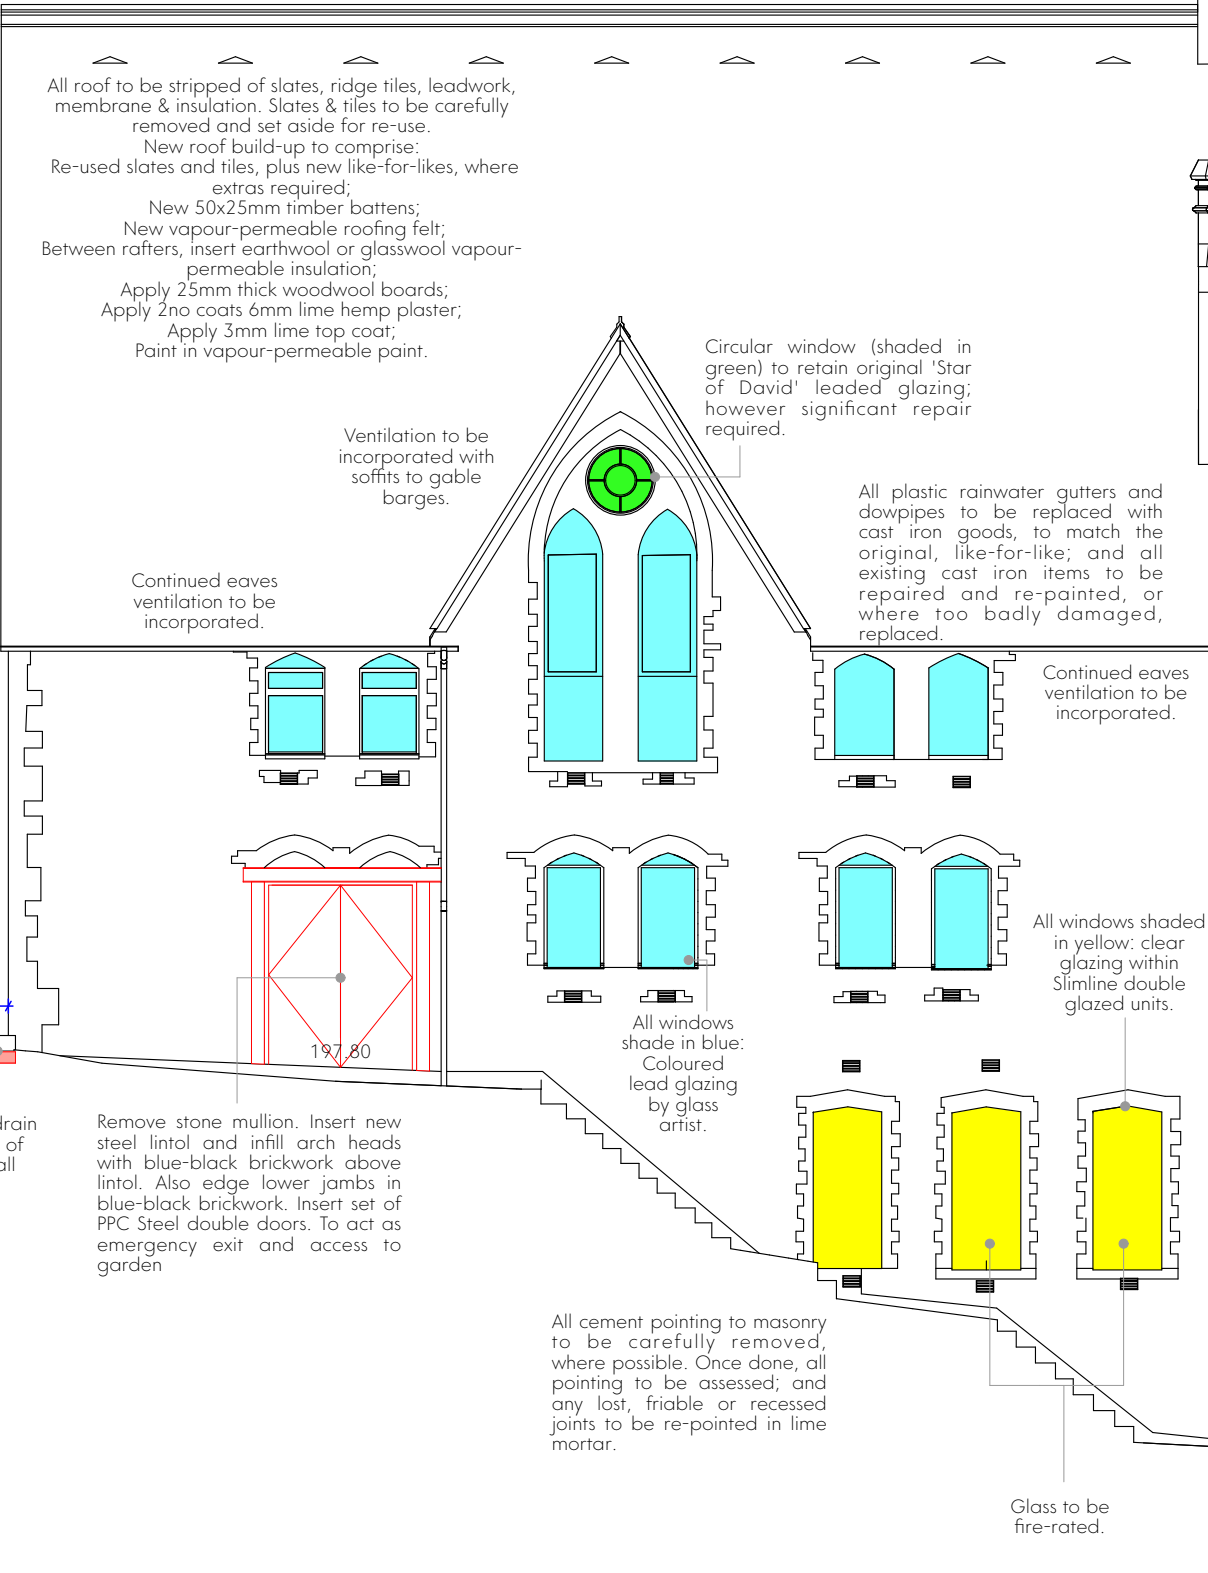 All roof to be stripped of slates, ridge tiles, leadwork,
membrane & insulation. Slates & tiles to be carefully
removed and set aside for re-use.
New roof build-up to comprise:
Re-used slates and tiles, plus new like-for-likes, where
extras required;
New 50x25mm timber battens;
New vapour-permeable roofing felt;
Between rafters, insert earthwool or glasswool vapour-
permeable insulation;
Apply 25mm thick woodwool boards;
Apply 2no coats 6mm lime hemp plaster;
Apply 3mm lime top coat;
Paint in vapour-permeable paint.
Circular window (shaded in
green) to retain original 'Star
of David' leaded glazing;
however significant repair
required.
Ventilation to be
incorporated with
soffits to gable
barges.
All plastic rainwater gutters and
dowpipes to be replaced with
cast iron goods, to match the
original, like-for-like; and all
existing cast iron items to be
repaired and re-painted, or
where too badly damaged,
replaced.
Continued eaves
ventilation to be
incorporated.
Continued eaves
ventilation to be
incorporated.
All windows shaded
in yellow: clear
glazing within
Slimline double
glazed units.
All windows
shade in blue:
Coloured
lead glazing
by glass
artist.
197.80
drain
of
all
Remove stone mullion. Insert new
steel lintol and infill arch heads
with blue-black brickwork above
lintol. Also edge lower jambs in
blue-black brickwork. Insert set of
PPC Steel double doors. To act as
emergency exit and access to
garden
All cement pointing to masonry
to be carefully removed,
where possible. Once done, all
pointing to be assessed; and
any lost, friable or recessed
joints to be re-pointed in lime
mortar.
Glass to be
fire-rated.